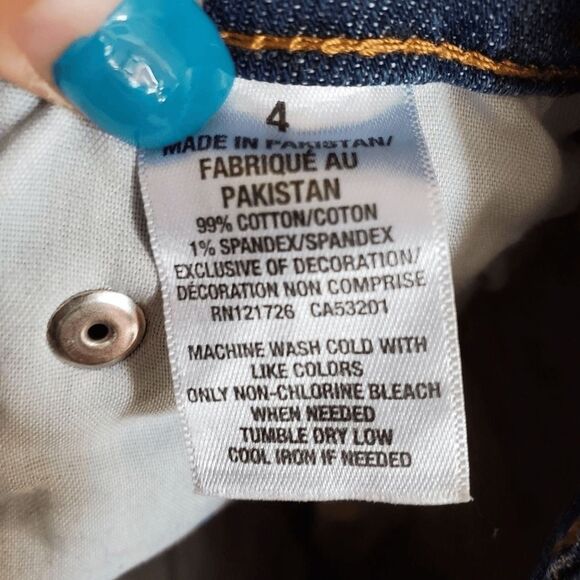 4
MADE IN PAKISTAN/
FABRIQUÉ AU
PAKISTAN
99% COTTON/COTON
1% SPANDEX/SPANDEX
EXCLUSIVE OF DECORATION/
DÉCORATION NON COMPRISE
RN121726 CA53201
MACHINE WASH COLD WITH
LIKE COLORS
ONLY NON-CHLORINE BLEACH
WHEN NEEDED
TUMBLE DRY LOW
COOL IRON IF NEEDED